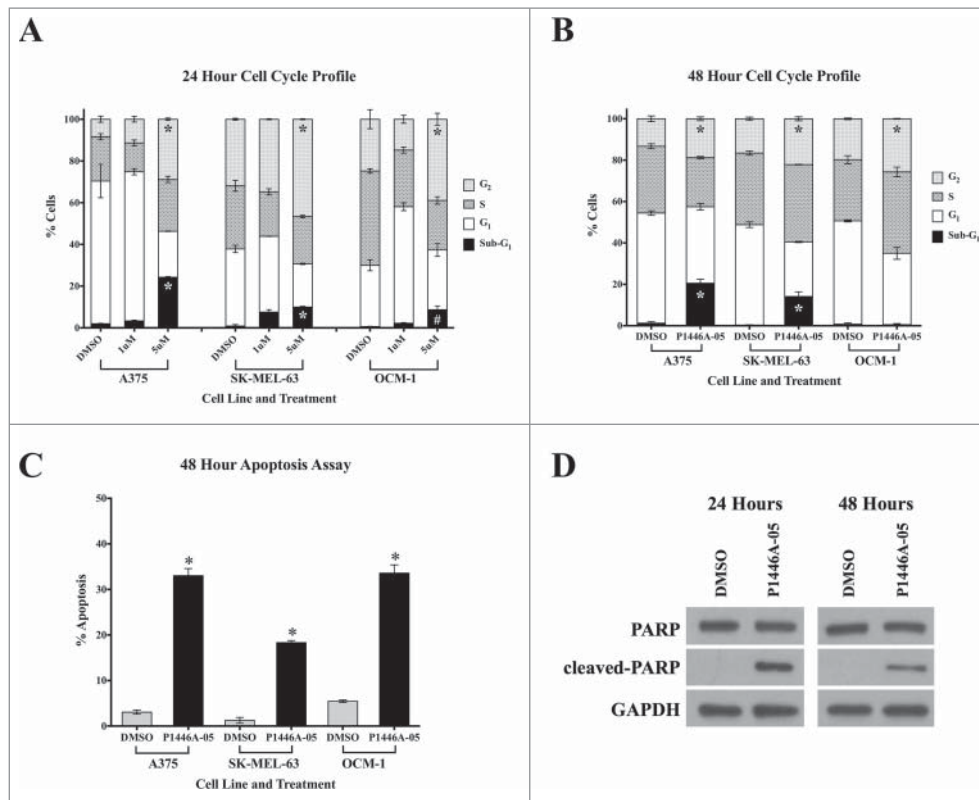 A
24 Hour Cell Cycle Profile
100
80
60
40
20
0
% Cells
G2
S
G1
Sub-G1
* * *
* * #
DMSO 1uM 5uM DMSO 1uM 5uM DMSO 1uM 5uM
A375 SK-MEL-63 OCM-1
Cell Line and Treatment
B
48 Hour Cell Cycle Profile
100
80
60
40
20
0
% Cells
G2
S
G1
Sub-G1
* * *
* *
DMSO P1446A-05 DMSO P1446A-05 DMSO P1446A-05
A375 SK-MEL-63 OCM-1
Cell Line and Treatment
C
48 Hour Apoptosis Assay
50
40
30
20
10
0
% Apoptosis
* * *
DMSO P1446A-05 DMSO P1446A-05 DMSO P1446A-05
A375 SK-MEL-63 OCM-1
Cell Line and Treatment
D
24 Hours 48 Hours
DMSO P1446A-05 DMSO P1446A-05
PARP
cleaved-PARP
GAPDH